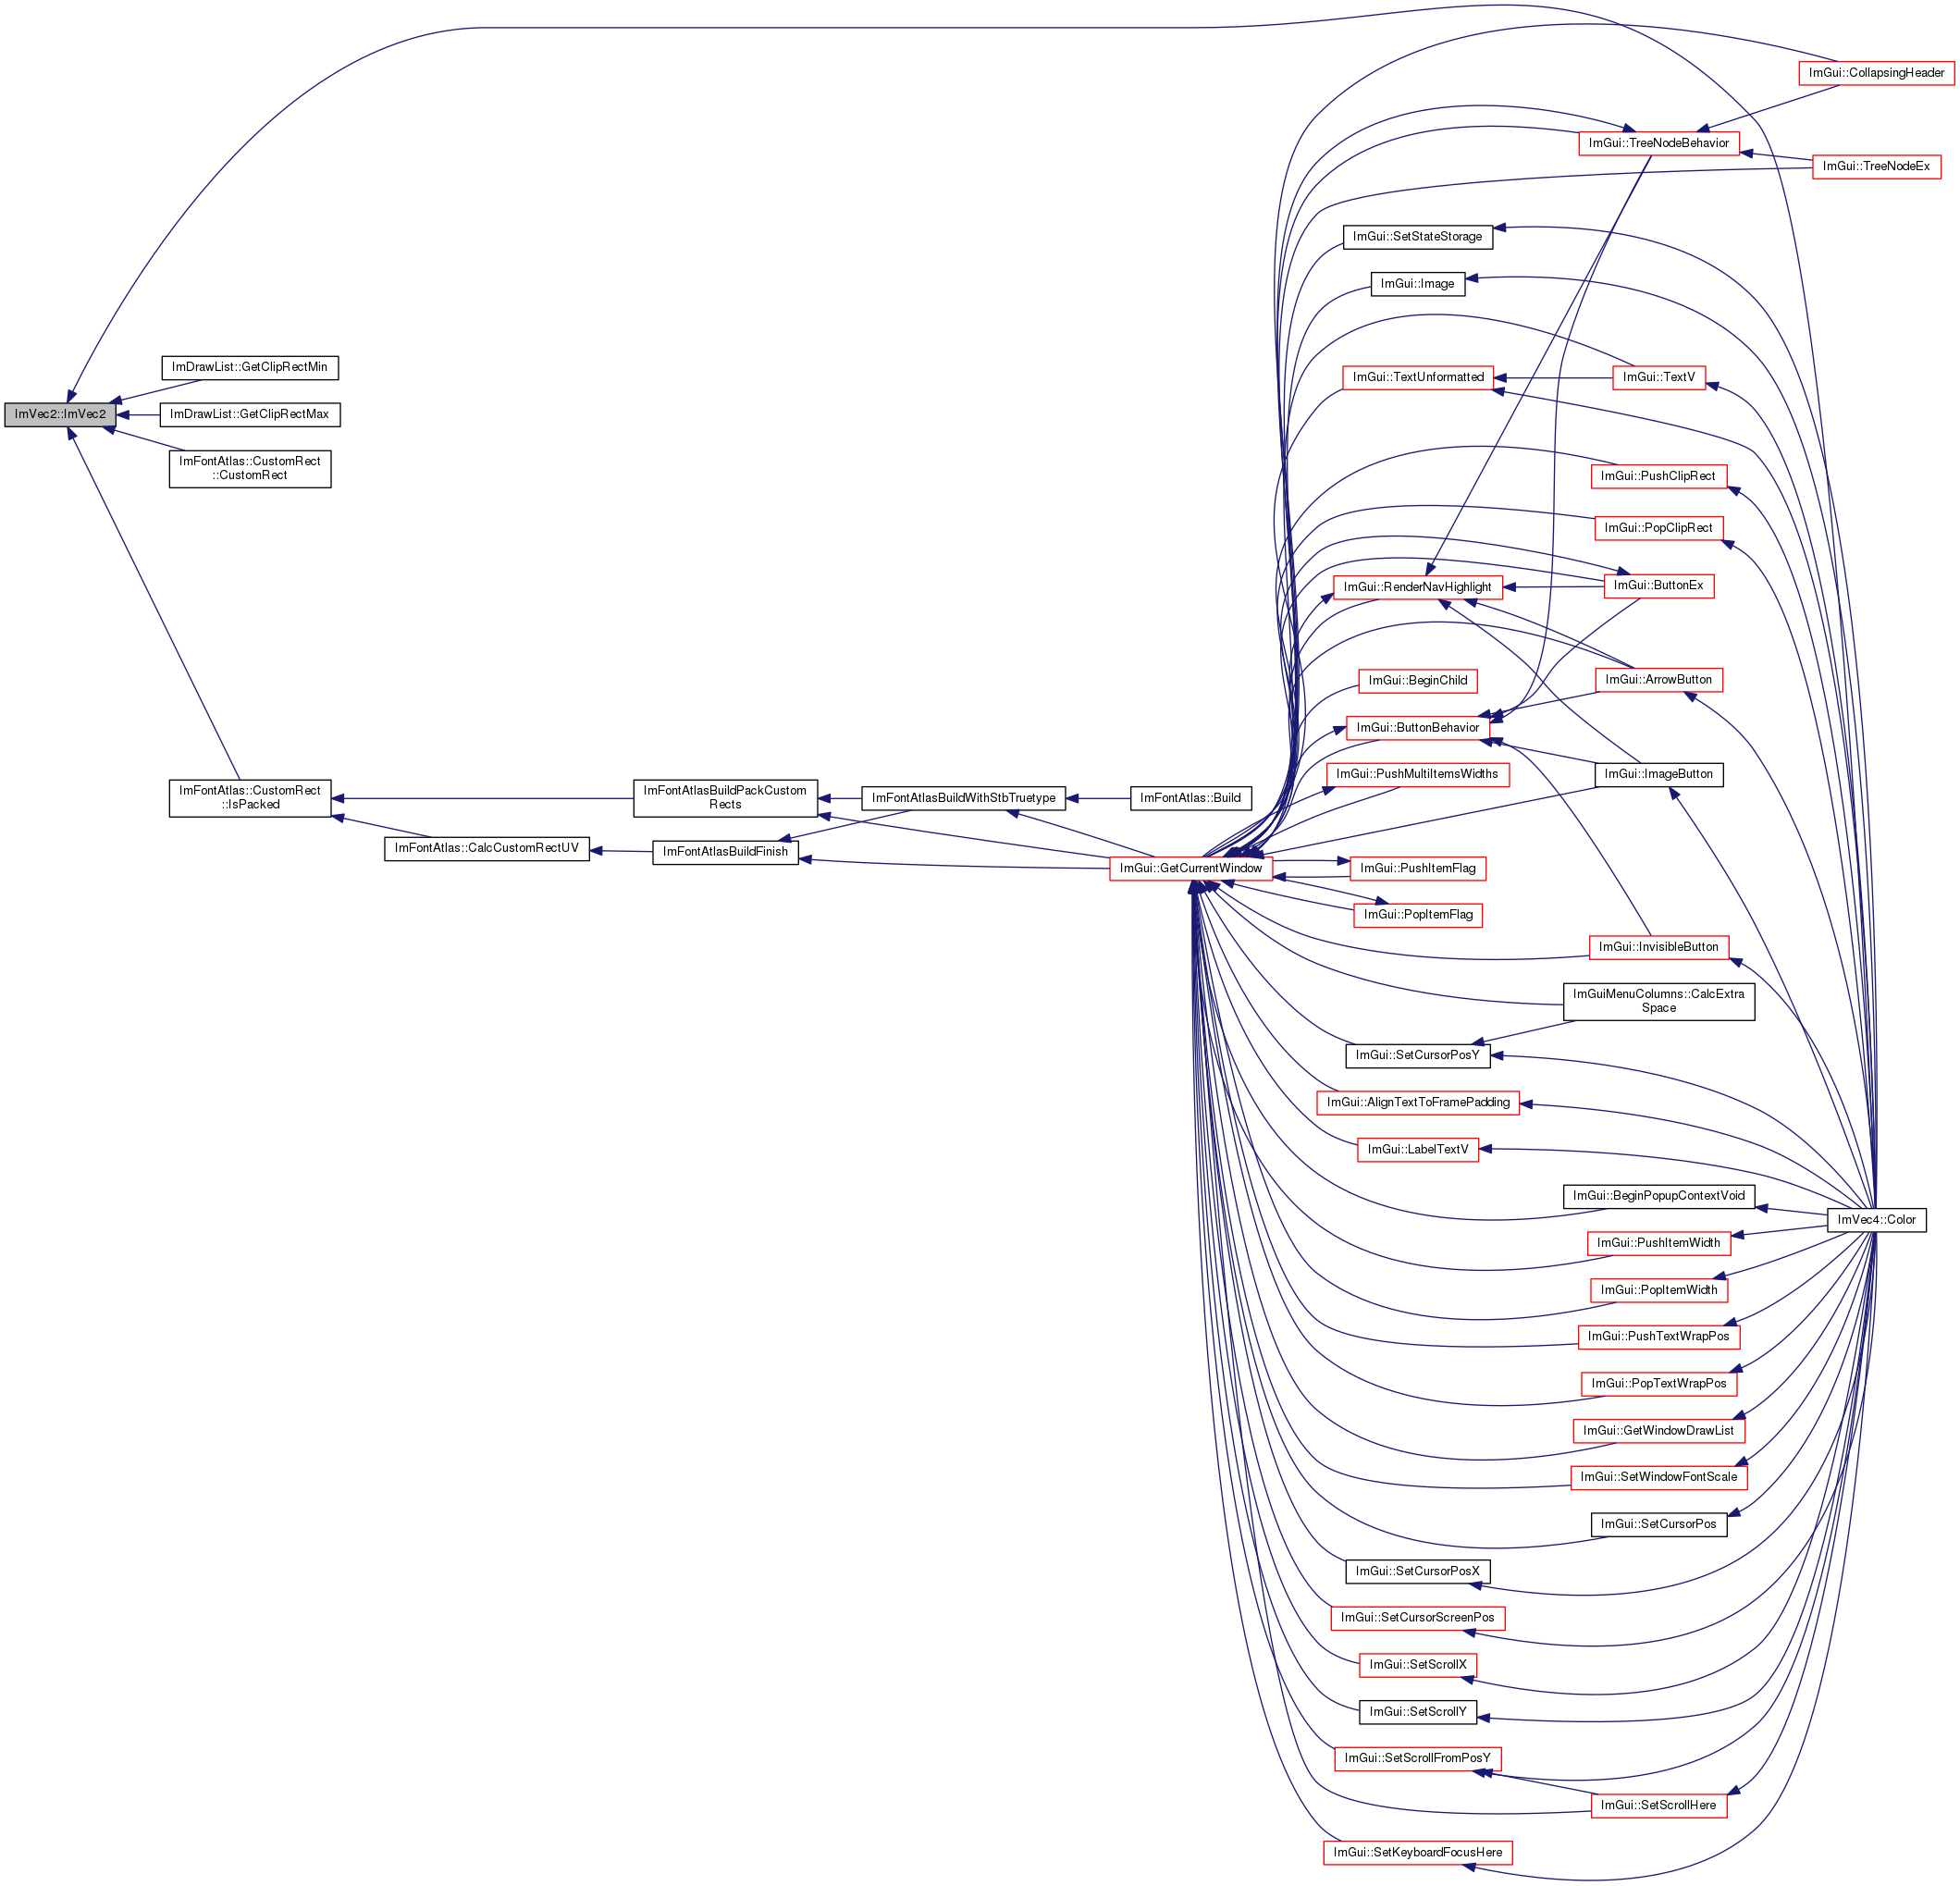 ImGui::CollapsingHeader
ImGui::TreeNodeBehavior
ImGui::TreeNodeEx
ImGui::SetStateStorage
ImGui::Image
ImDrawList::GetClipRectMin
ImGui::TextUnformatted
ImGui::TextV
ImVec2::ImVec2
ImDrawList::GetClipRectMax
ImFontAtlas::CustomRect
::CustomRect
ImGui::PushClipRect
ImGui::PopClipRect
ImGui::RenderNavHighlight
ImGui::ButtonEx
ImGui::BeginChild
ImGui::ArrowButton
ImGui::ButtonBehavior
ImGui::PushMultiItemsWidths
ImGui::ImageButton
ImFontAtlas::CustomRect
::IsPacked
ImFontAtlasBuildPackCustom
Rects
ImFontAtlasBuildWithStbTruetype
ImFontAtlas::Build
ImFontAtlas::CalcCustomRectUV
ImFontAtlasBuildFinish
ImGui::GetCurrentWindow
ImGui::PushItemFlag
ImGui::PopItemFlag
ImGui::InvisibleButton
ImGuiMenuColumns::CalcExtra
Space
ImGui::SetCursorPosY
ImGui::AlignTextToFramePadding
ImGui::LabelTextV
ImGui::BeginPopupContextVoid
ImVec4::Color
ImGui::PushItemWidth
ImGui::PopItemWidth
ImGui::PushTextWrapPos
ImGui::PopTextWrapPos
ImGui::GetWindowDrawList
ImGui::SetWindowFontScale
ImGui::SetCursorPos
ImGui::SetCursorPosX
ImGui::SetCursorScreenPos
ImGui::SetScrollX
ImGui::SetScrollY
ImGui::SetScrollFromPosY
ImGui::SetScrollHere
ImGui::SetKeyboardFocusHere